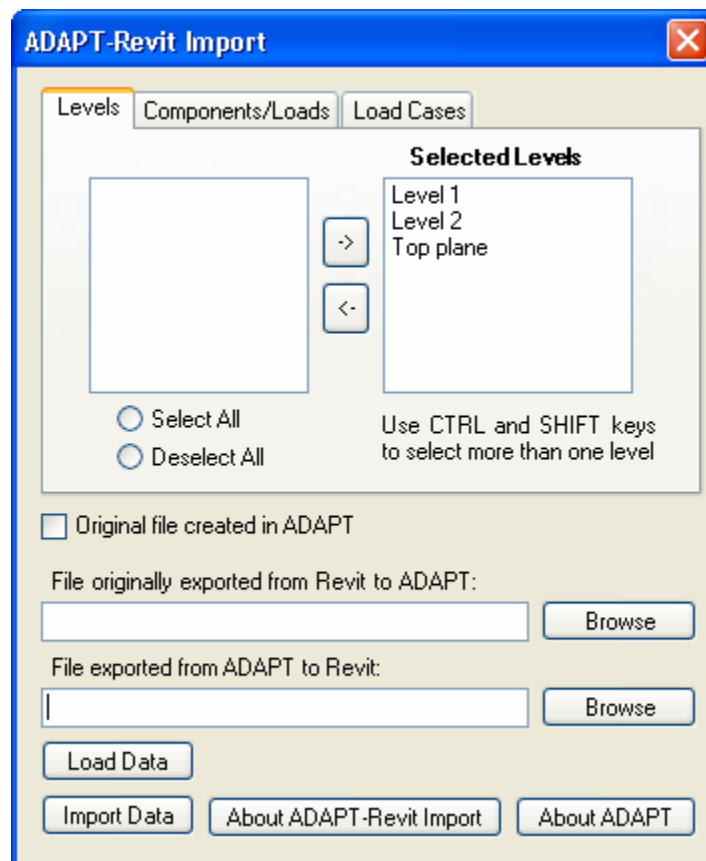 ADAPT-Revit Import
Levels Components/Loads Load Cases
Selected Levels
Level 1
Level 2
Top plane
->
<-
Select All
Deselect All
Use CTRL and SHIFT keys
to select more than one level
Original file created in ADAPT
File originally exported from Revit to ADAPT:
Browse
File exported from ADAPT to Revit:
Browse
Load Data
Import Data About ADAPT-Revit Import About ADAPT